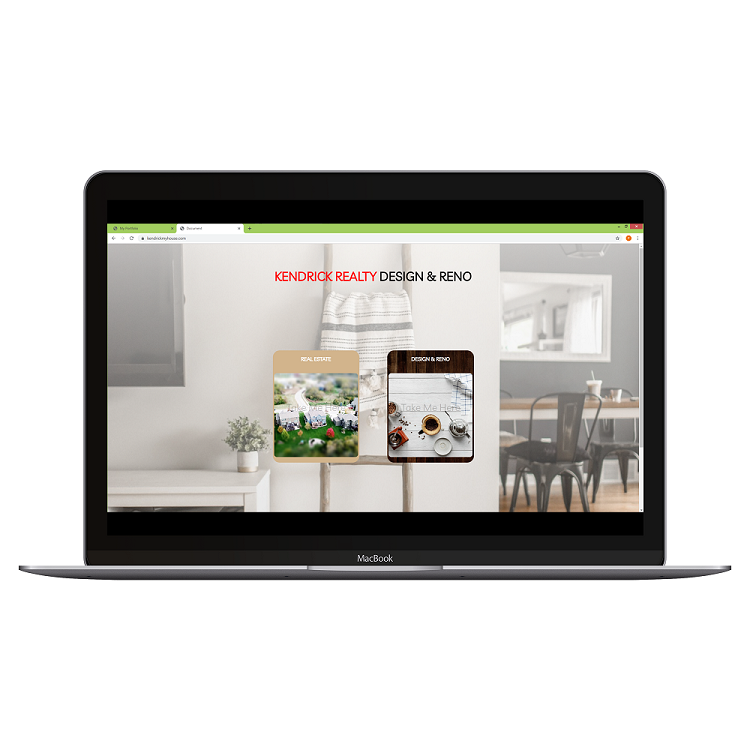 My Portfolio
Document
kendrickmyhouse.com
KENDRICK REALTY DESIGN & RENO
REAL ESTATE
DESIGN & RENO
Take Me Here
Take Me Here
MacBook